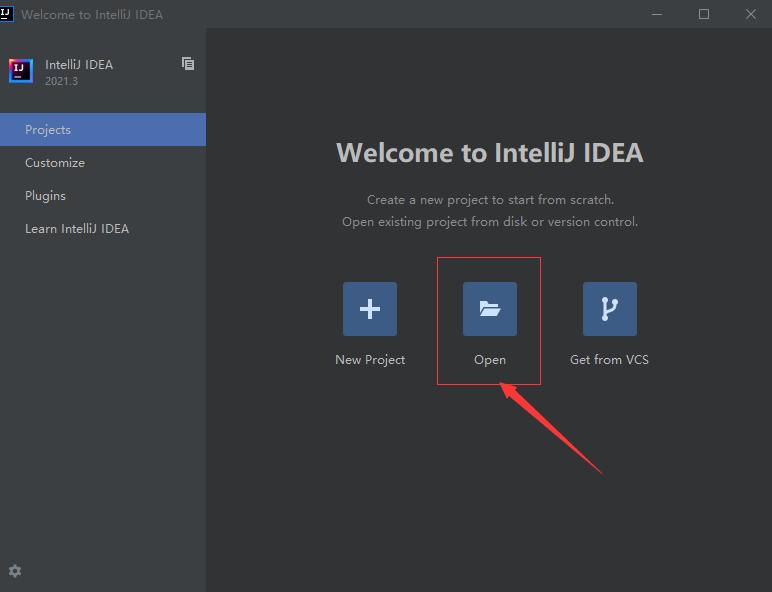 Welcome to IntelliJ IDEA
IntelliJ IDEA
2021.3
Projects
Customize
Plugins
Learn IntelliJ IDEA
Welcome to IntelliJ IDEA
Create a new project to start from scratch.
Open existing project from disk or version control.
New Project
Open
Get from VCS